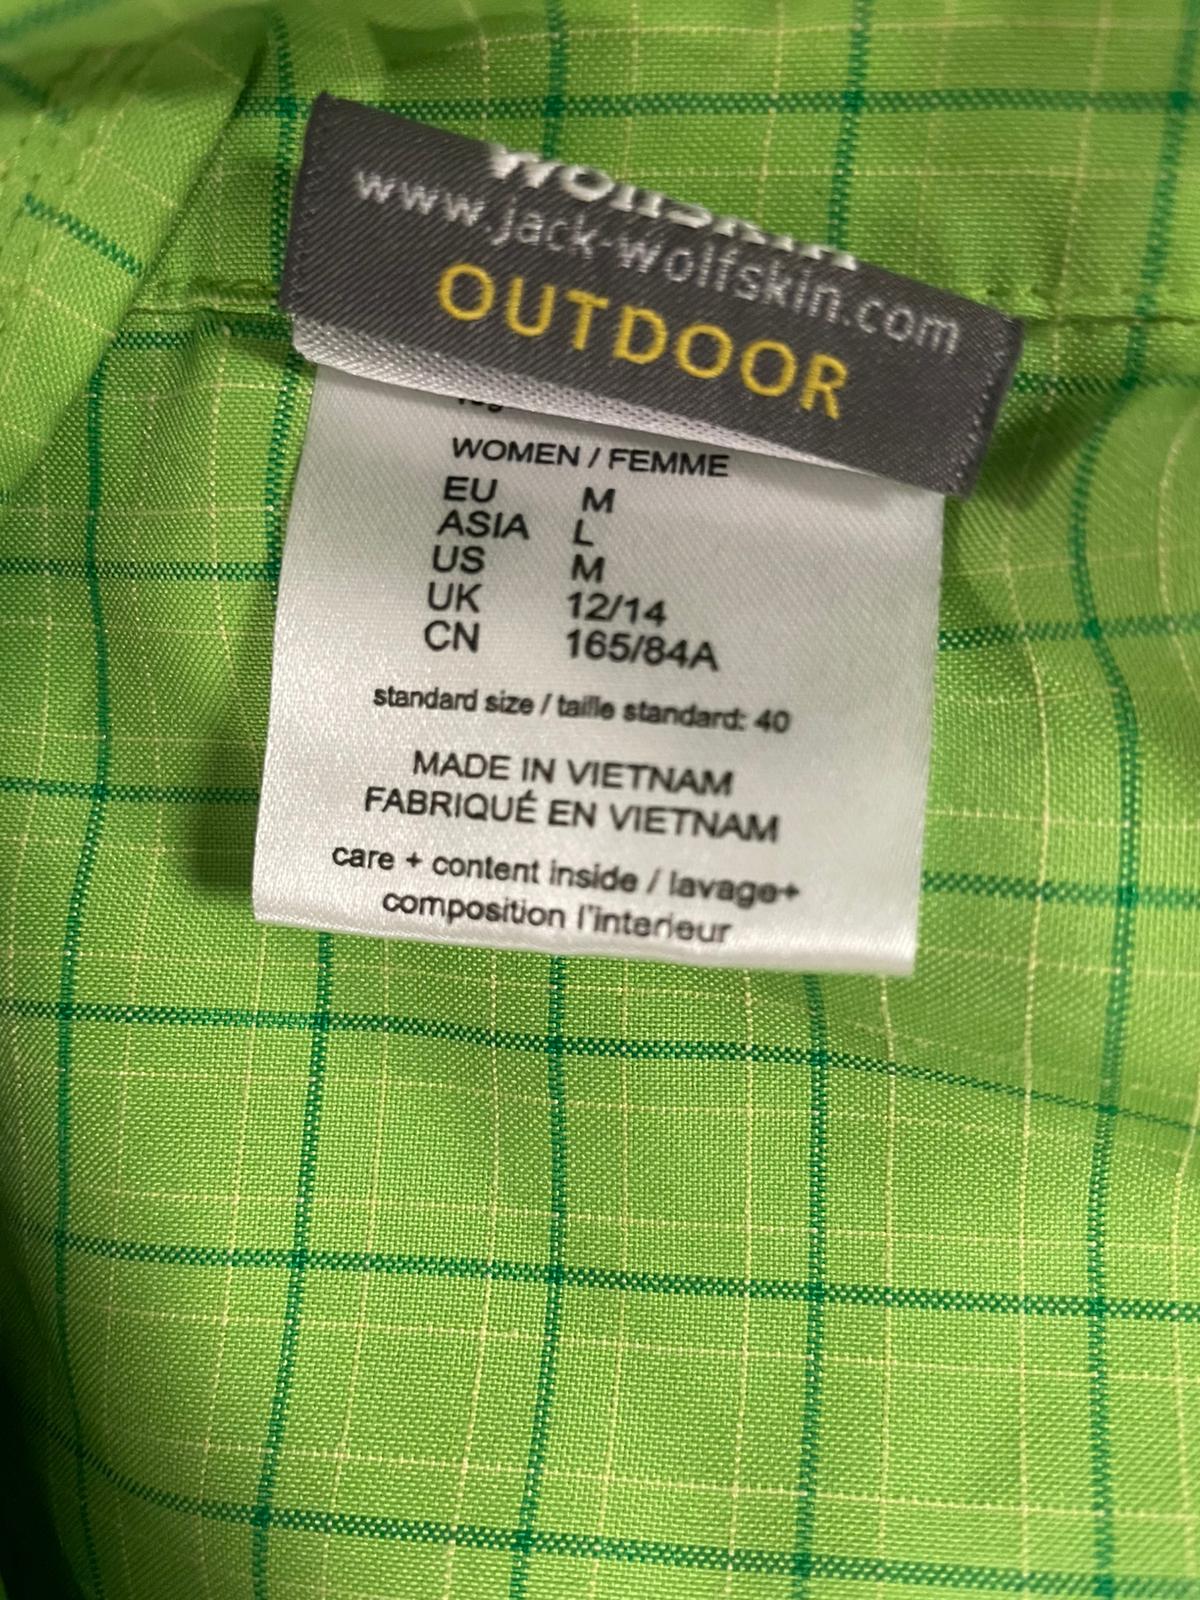 Wolfskin
www.jack-wolfskin.com
OUTDOOR
WOMEN / FEMME
EU M
ASIA L
US M
UK 12/14
CN 165/84A
standard size / taille standard: 40
MADE IN VIETNAM
FABRIQUÉ EN VIETNAM
care + content inside / lavage+
composition l'interieur